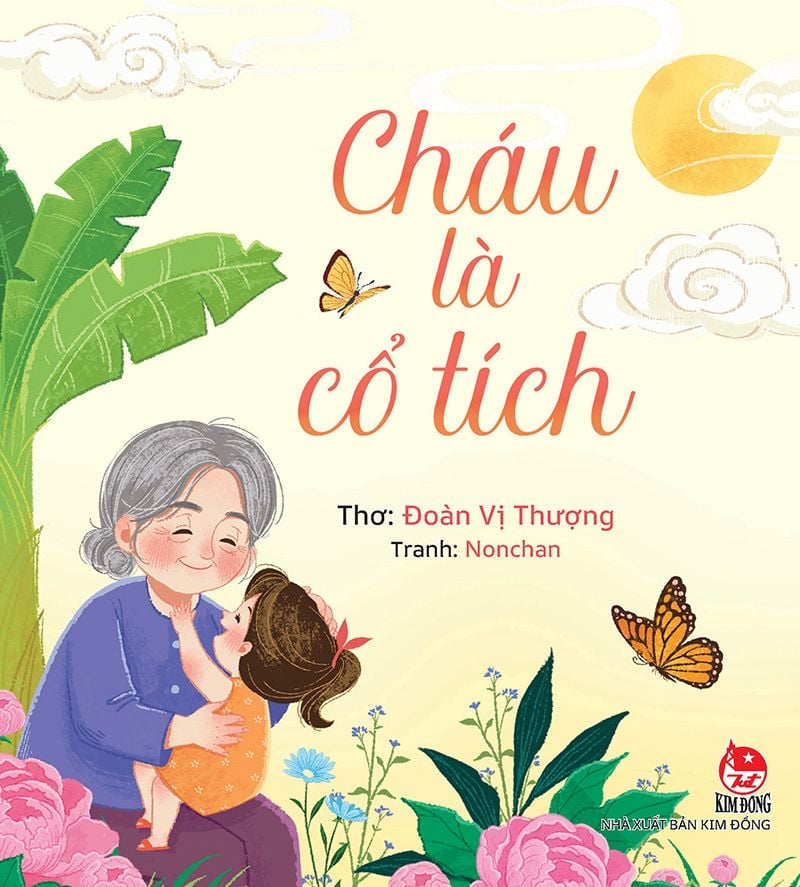 Cháu
là
cổ tích
Thơ: Đoàn Vị Thượng
Tranh: Nonchan
KIM ĐỒNG
NHÀ XUẤT BẢN KIM ĐỒNG